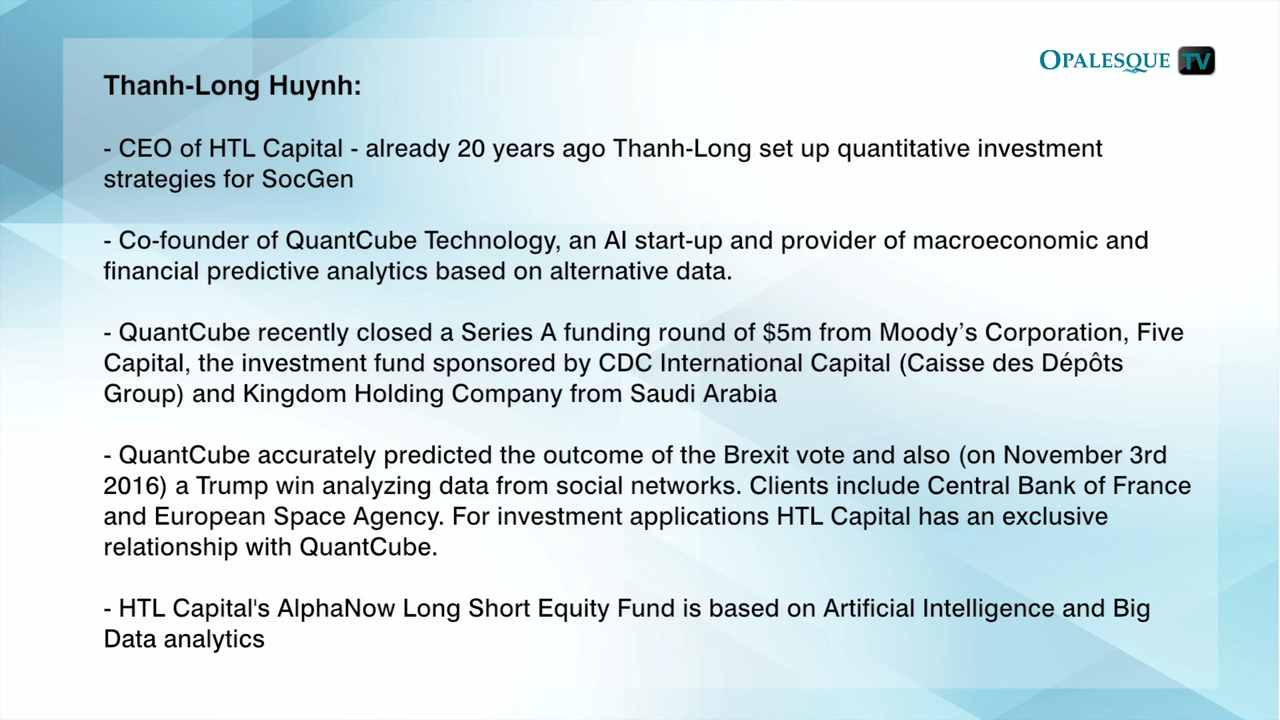 OPALESQUE TV
Thanh-Long Huynh:
- CEO of HTL Capital - already 20 years ago Thanh-Long set up quantitative investment
strategies for SocGen
- Co-founder of QuantCube Technology, an AI start-up and provider of macroeconomic and
financial predictive analytics based on alternative data.
- QuantCube recently closed a Series A funding round of $5m from Moody’s Corporation, Five
Capital, the investment fund sponsored by CDC International Capital (Caisse des Dépôts
Group) and Kingdom Holding Company from Saudi Arabia
- QuantCube accurately predicted the outcome of the Brexit vote and also (on November 3rd
2016) a Trump win analyzing data from social networks. Clients include Central Bank of France
and European Space Agency. For investment applications HTL Capital has an exclusive
relationship with QuantCube.
- HTL Capital's AlphaNow Long Short Equity Fund is based on Artificial Intelligence and Big
Data analytics